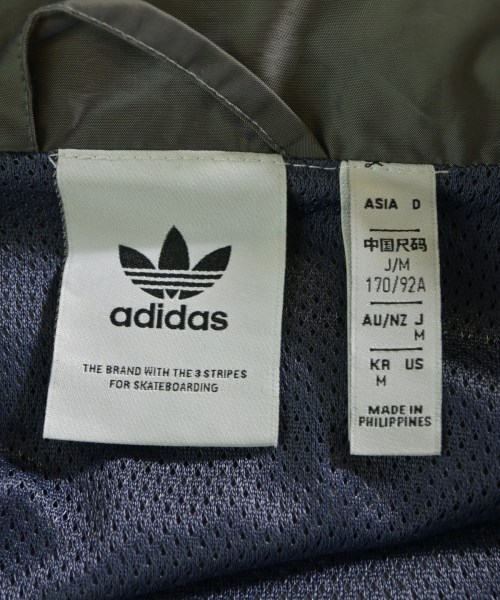 adidas
THE BRAND WITH THE 3 STRIPES
FOR SKATEBOARDING
ASIA D
中国尺码
J/M
170/92A
AU/NZ J
M
KR US
M
MADE IN
PHILIPPINES